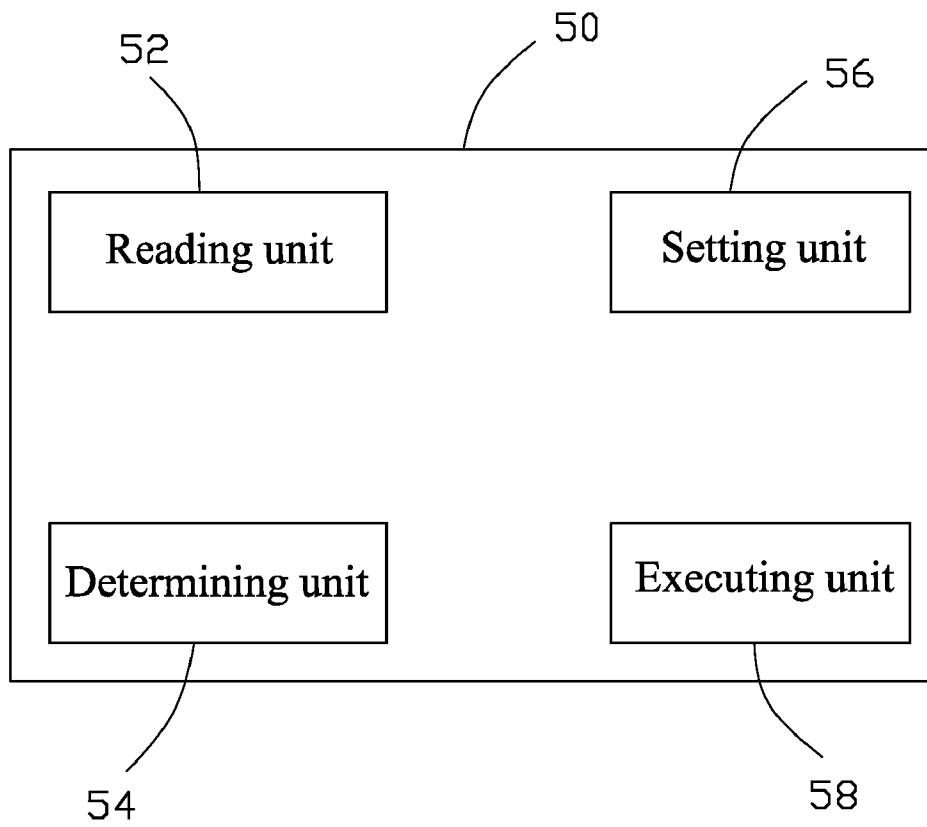 50
52
56
Reading unit
Setting unit
Determining unit
Executing unit
54
58